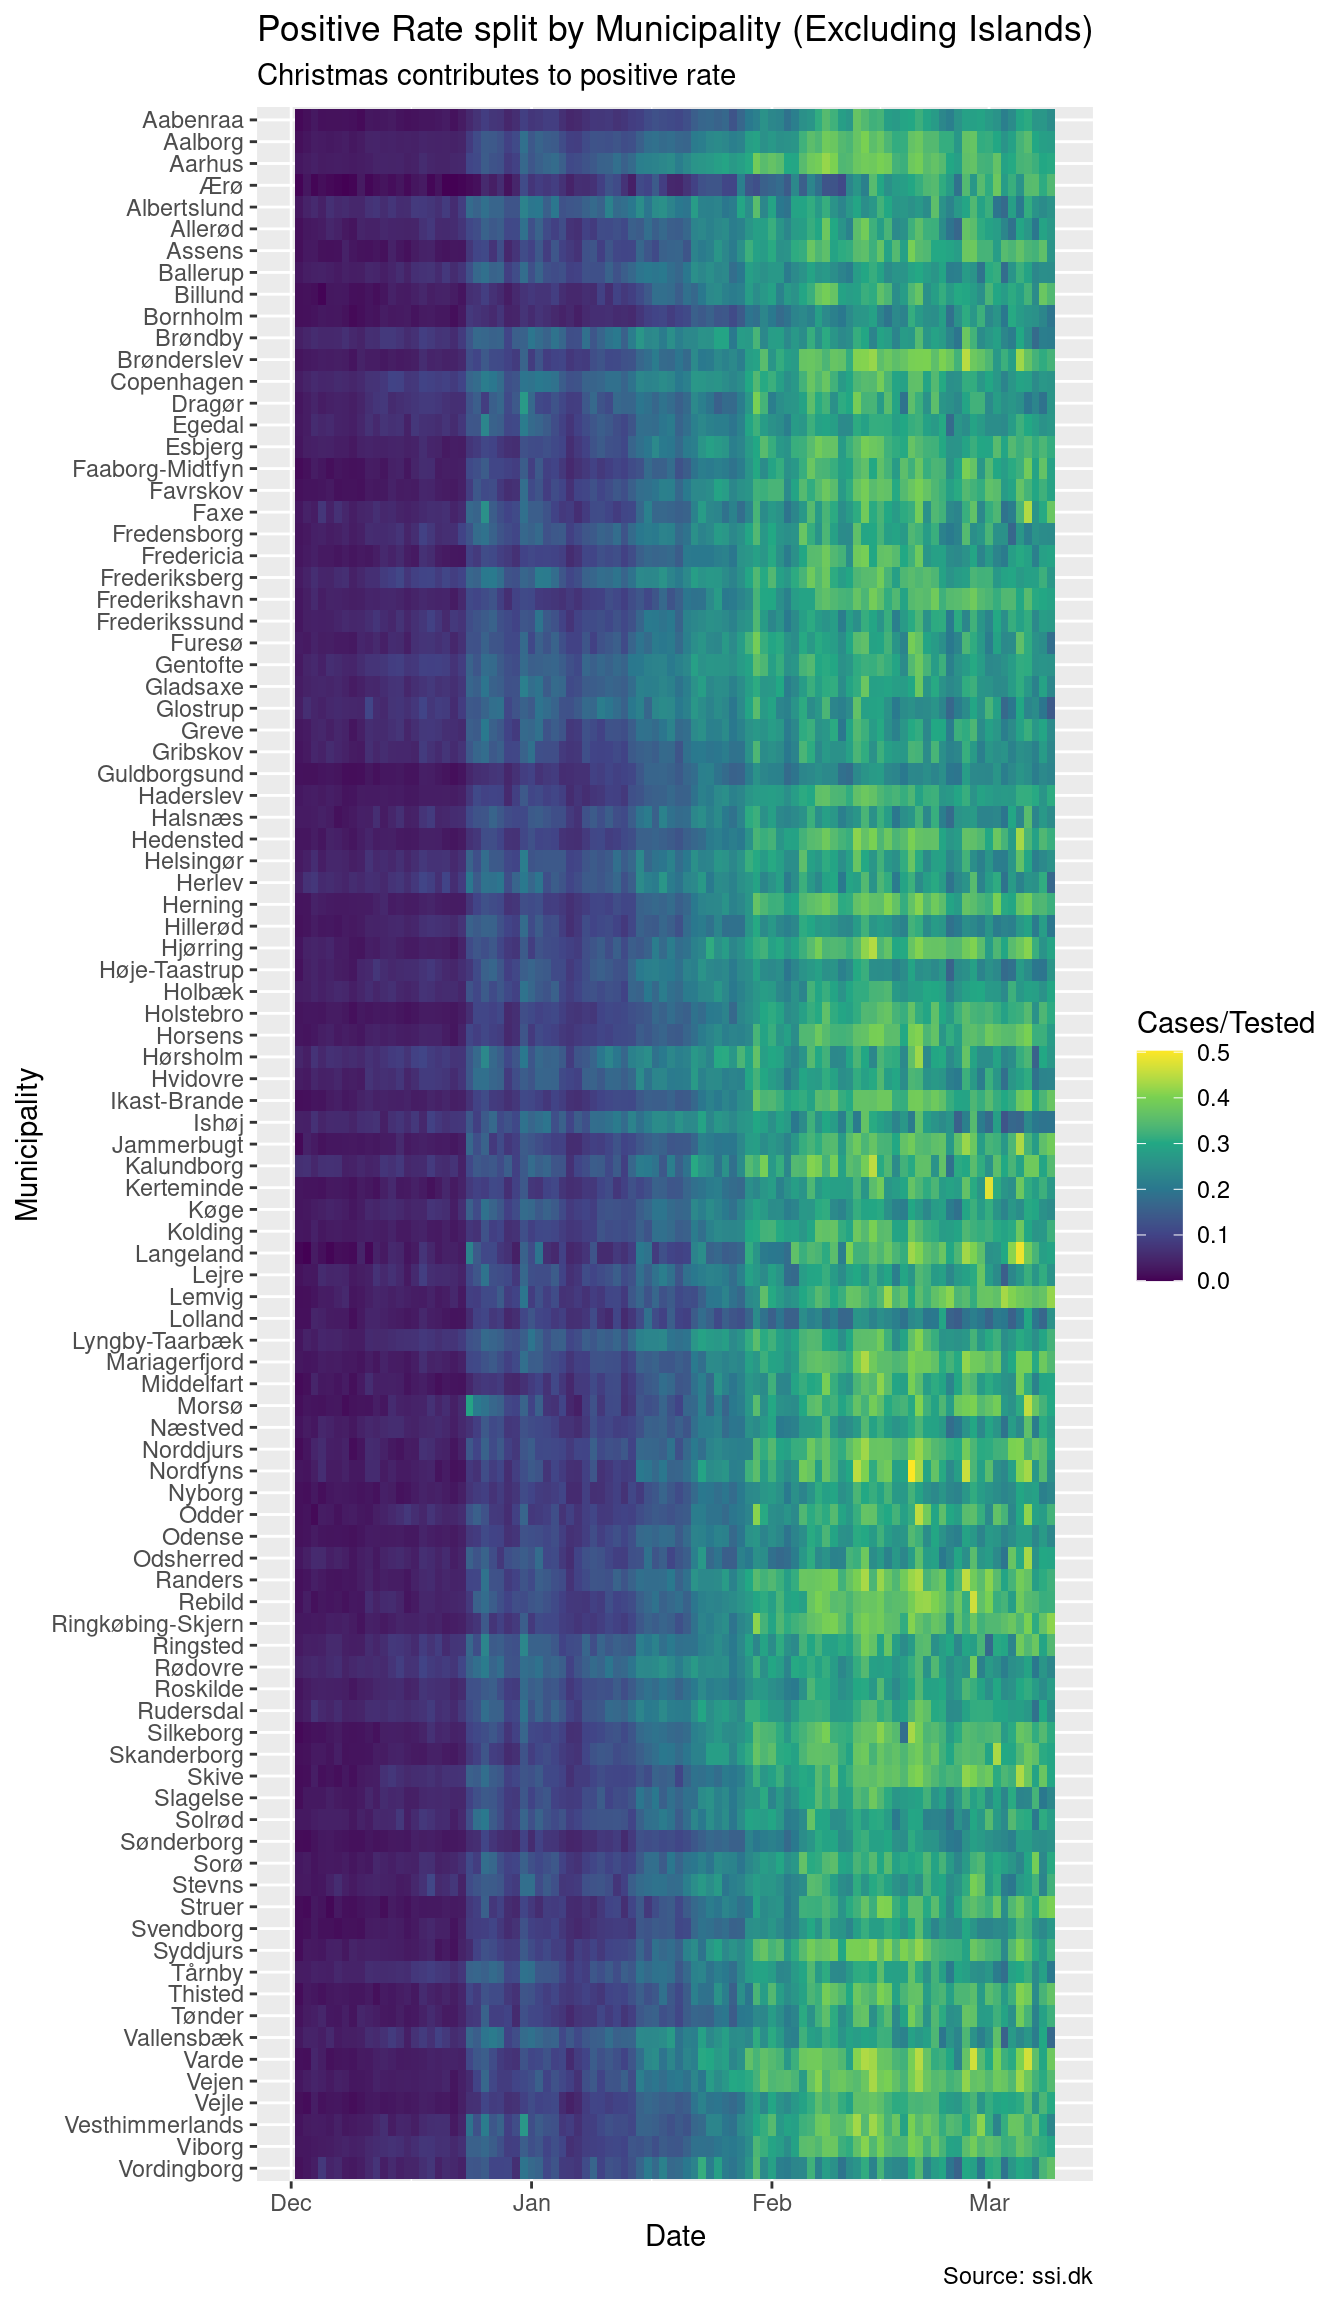 Positive Rate split by Municipality (Excluding Islands)
Christmas contributes to positive rate
Aabenraa
Aalborg
Aarhus
Ærø
Albertslund
Allerød
Assens
Ballerup
Billund
Bornholm
Brøndby
Brønderslev
Copenhagen
Dragør
Egedal
Esbjerg
Faaborg-Midtfyn
Favrskov
Faxe
Fredensborg
Fredericia
Frederiksberg
Frederikshavn
Frederikssund
Furesø
Gentofte
Gladsaxe
Glostrup
Greve
Gribskov
Guldborgsund
Haderslev
Halsnæs
Hedensted
Helsingør
Herlev
Herning
Hillerød
Hjørring
Høje-Taastrup
Holbæk
Holstebro
Horsens
Hørsholm
Hvidovre
Ikast-Brande
Ishøj
Jammerbugt
Kalundborg
Kerteminde
Køge
Kolding
Langeland
Lejre
Lemvig
Lolland
Lyngby-Taarbæk
Mariagerfjord
Middelfart
Morsø
Næstved
Norddjurs
Nordfyns
Nyborg
Odder
Odense
Odsherred
Randers
Rebild
Ringkøbing-Skjern
Ringsted
Rødovre
Roskilde
Rudersdal
Silkeborg
Skanderborg
Skive
Slagelse
Solrød
Sønderborg
Sorø
Stevns
Struer
Svendborg
Syddjurs
Tårnby
Thisted
Tønder
Vallensbæk
Varde
Vejen
Vejle
Vesthimmerlands
Viborg
Vordingborg
Municipality
Dec Jan Feb Mar
Date
Cases/Tested
0.5
0.4
0.3
0.2
0.1
0.0
Source: ssi.dk